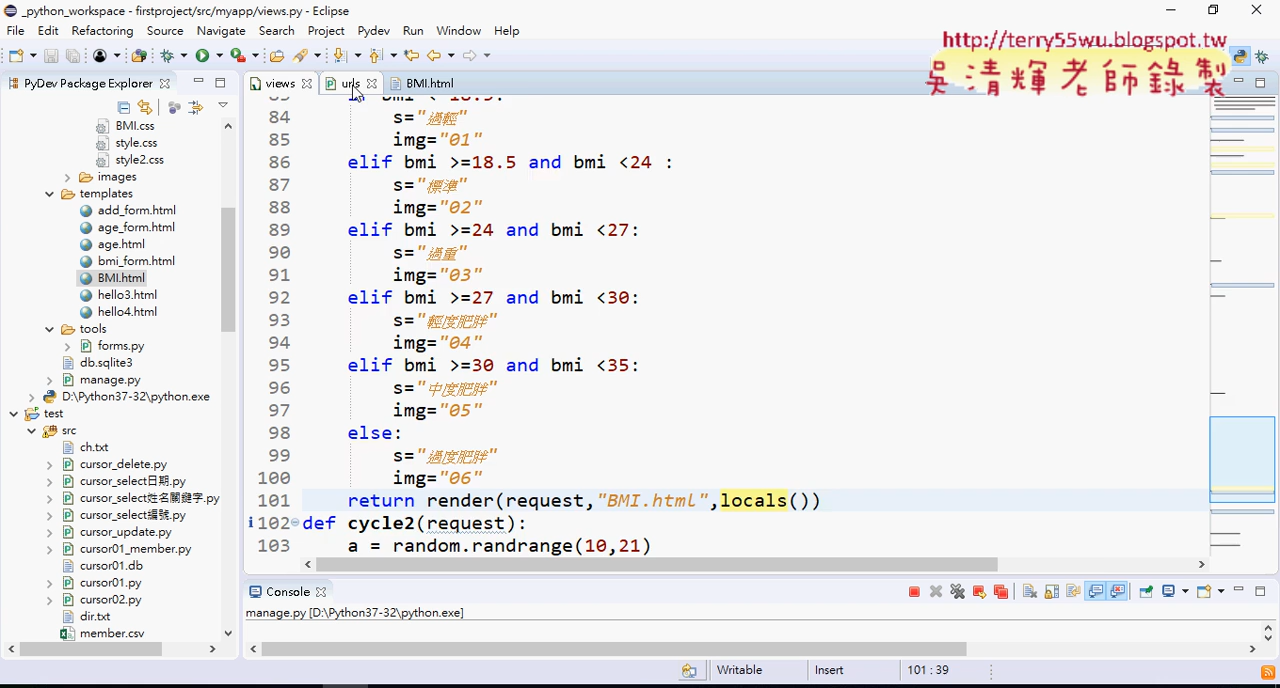 _python_workspace - firstproject/src/myapp/views.py - Eclipse
File Edit Refactoring Source Navigate Search Project Pydev Run Window Help
http://terry55wu.blogspot.tw
吳清輝老師錄製
PyDev Package Explorer
views urls BMI.html
BMI.css
style.css
style2.css
images
templates
add_form.html
age_form.html
age.html
bmi_form.html
BMI.html
hello3.html
hello4.html
tools
forms.py
db.sqlite3
manage.py
D:\Python37-32\python.exe
test
src
ch.txt
cursor_delete.py
cursor_select日期.py
cursor_select姓名關鍵字.py
cursor_select編號.py
cursor_update.py
cursor01_member.py
cursor01.db
cursor01.py
cursor02.py
dir.txt
member.csv
84 s="過輕"
85 img="01"
86 elif bmi >=18.5 and bmi <24 :
87 s="標準"
88 img="02"
89 elif bmi >=24 and bmi <27:
90 s="過重"
91 img="03"
92 elif bmi >=27 and bmi <30:
93 s="輕度肥胖"
94 img="04"
95 elif bmi >=30 and bmi <35:
96 s="中度肥胖"
97 img="05"
98 else:
99 s="過度肥胖"
100 img="06"
101 return render(request,"BMI.html",locals())
102 def cycle2(request):
103 a = random.randrange(10,21)
Console
manage.py [D:\Python37-32\python.exe]
Writable Insert 101 : 39